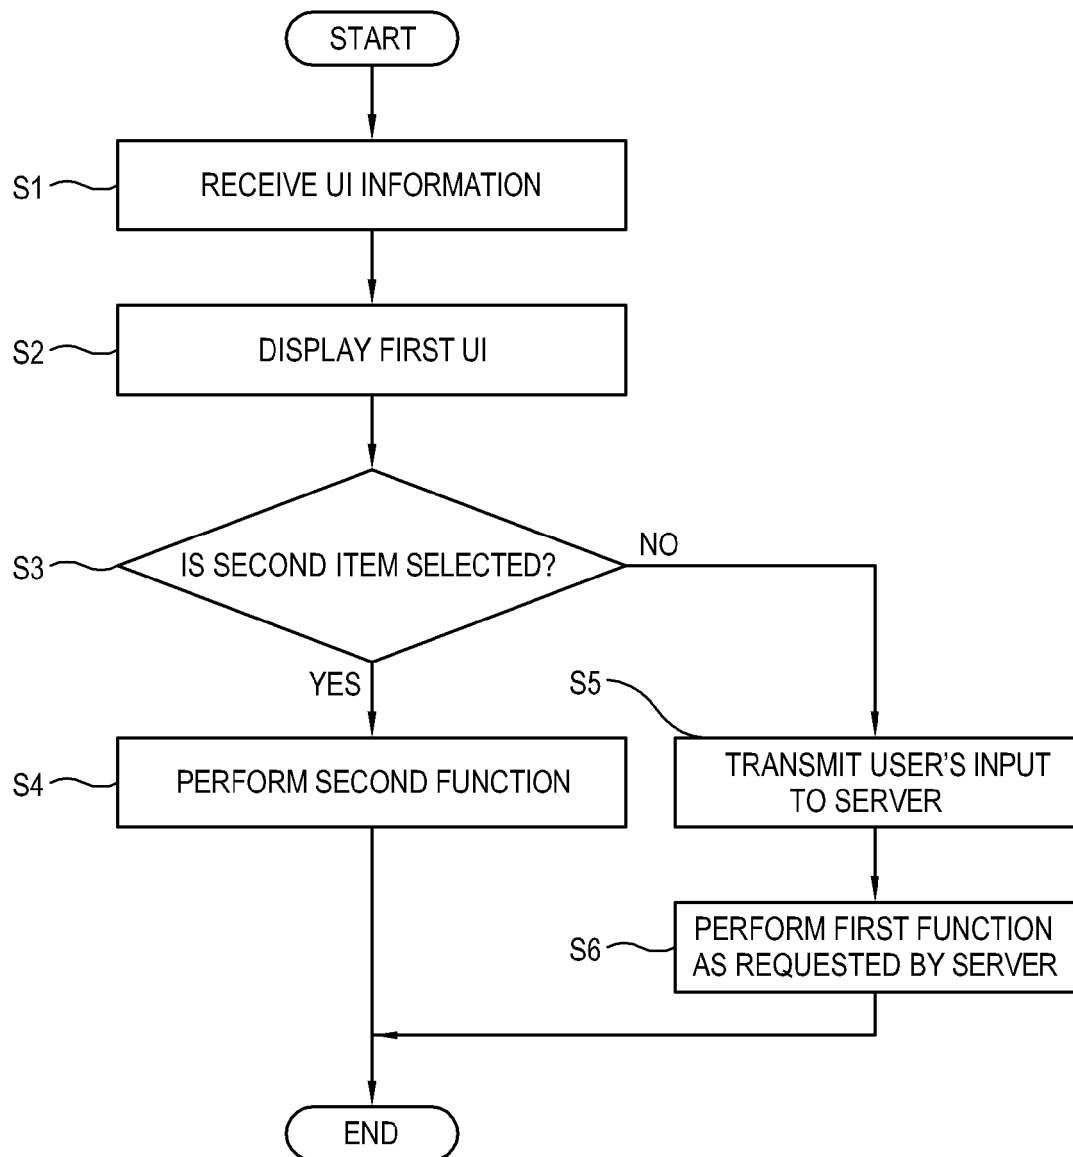 START
S1
RECEIVE UI INFORMATION
S2
DISPLAY FIRST UI
S3
IS SECOND ITEM SELECTED?
NO
YES
S4
PERFORM SECOND FUNCTION
S5
TRANSMIT USER'S INPUT
TO SERVER
S6
PERFORM FIRST FUNCTION
AS REQUESTED BY SERVER
END